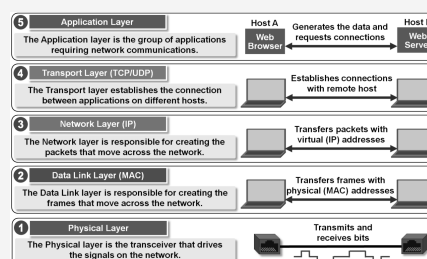 5 Application Layer
The Application layer is the group of applications
requiring network communications.
Host A
Web
Browser
Generates the data and
requests connections
Host
Web
4 Transport Layer (TCP/UDP)
The Transport layer establishes the connection
between applications on different hosts.
Establishes connections
with remote host
3 Network Layer (IP)
The Network layer is responsible for creating the
packets that move across the network.
Transfers packets with
virtual (IP) addresses
2 Data Link Layer (MAC)
The Data Link layer is responsible for creating the
frames that move across the network.
Transfers frames with
physical (MAC) addresses
1 Physical Layer
The Physical layer is the transceiver that drives
the signals on the network.
Transmits and
receives bits